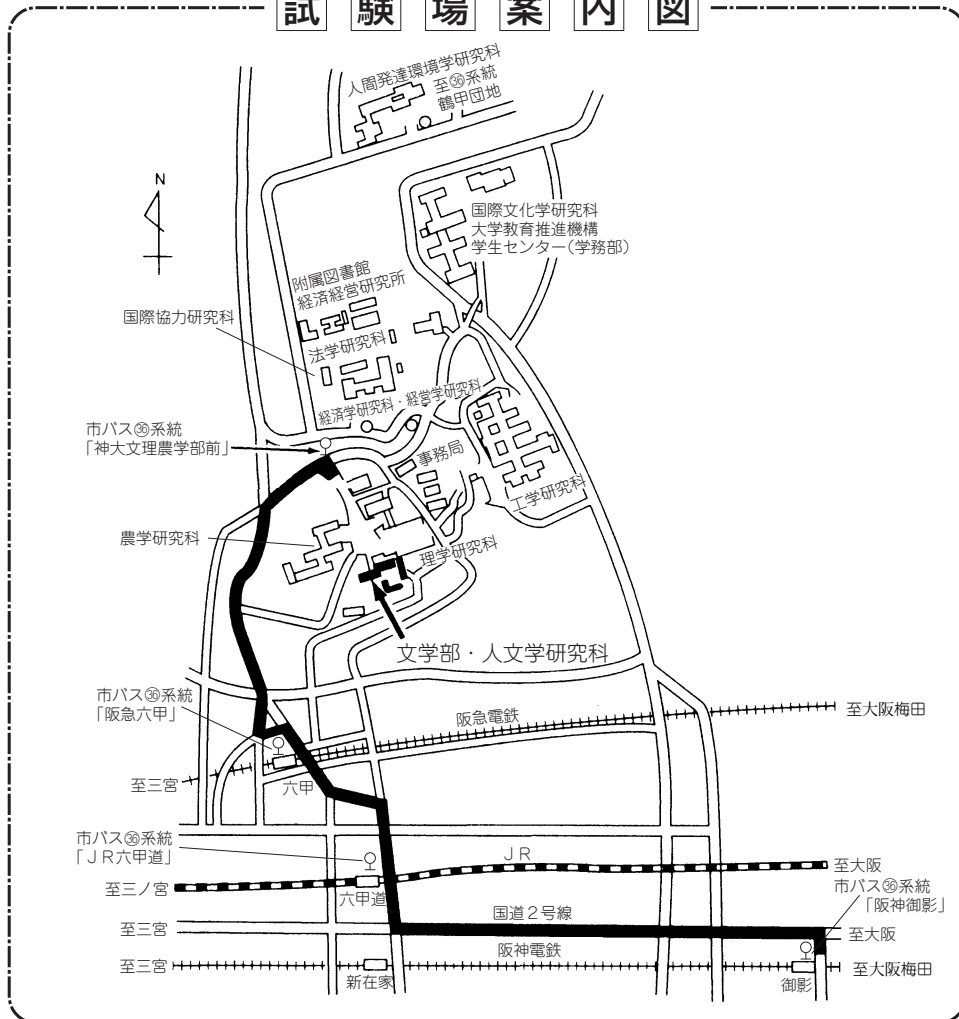 試験場案内図
人間発達環境学研究科
至㊱系統
鶴甲団地
N
国際文化学研究科
大学教育推進機構
学生センター(学務部)
附属図書館
経済経営研究所
国際協力研究科
法学研究科
経済学研究科・経営学研究科
市バス㊱系統
「神大文理農学部前」
事務局
工学研究科
農学研究科
理学研究科
文学部・人文学研究科
市バス㊱系統
「阪急六甲」
阪急電鉄
至大阪梅田
至三宮
六甲
市バス㊱系統
「JR六甲道」
JR
至大阪
至三ノ宮
六甲道
市バス㊱系統
「阪神御影」
国道2号線
至三宮
至大阪
阪神電鉄
至三宮
至大阪梅田
新在家
御影